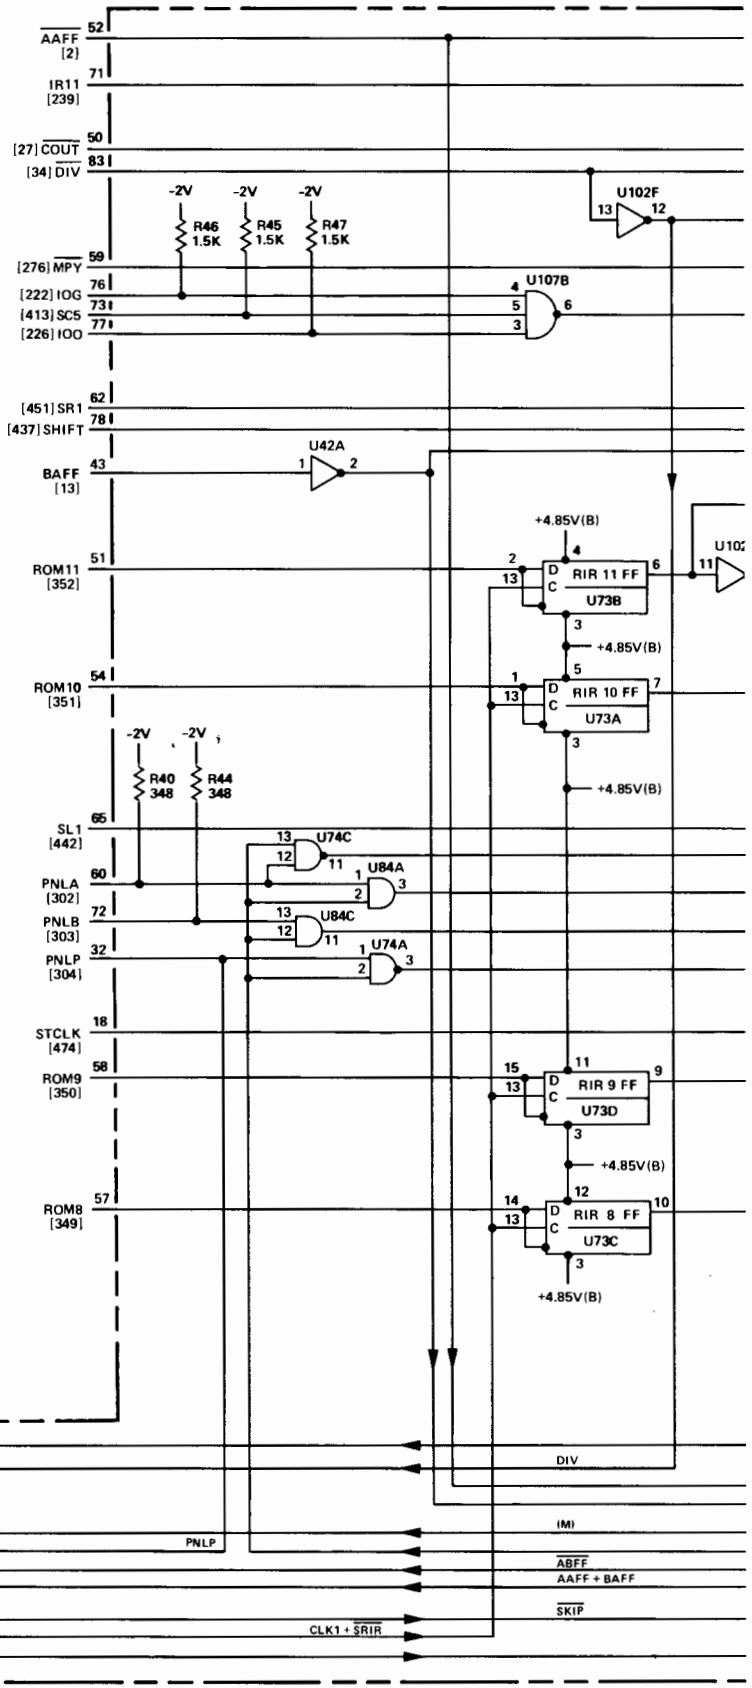 A̅A̅F̅F̅ 52
[2]
IR11 71
[239]
[27] C̅O̅U̅T̅ 50
[34] D̅I̅V̅ 83
-2V -2V -2V
R46 1.5K
R45 1.5K
R47 1.5K
U102F
13 12
[276] M̅P̅Y̅ 59
[222] IOG 76
[413] SC5 73
[226] IOO 77
U107B
4
5 6
3
[451] SR1 62
[437] SHIFT 78
U42A
BAFF 43 1 2
[13]
+4.85V(B)
4
ROM11 51 2 D RIR 11 FF 6 11 U102
[352] 13 C
U73B
3
+4.85V(B)
5
ROM10 54 1 D RIR 10 FF 7
[351] 13 C
U73A
3
-2V -2V
R40 348
R44 348
+4.85V(B)
SL1 65
[442]
13 U74C
12 11
PNLA 60 1 U84A 3
[302] 2
PNLB 72 13 U84C
[303] 12 11
PNLP 32 1 U74A 3
[304] 2
STCLK 18
[474]
11
ROM9 58 15 D RIR 9 FF 9
[350] 13 C
U73D
3
+4.85V(B)
12
ROM8 57 14 D RIR 8 FF 10
[349] 13 C
U73C
3
+4.85V(B)
DIV
(M)
PNLP
A̅B̅F̅F̅
AAFF + BAFF
S̅K̅I̅P̅
CLK1 + S̅R̅I̅R̅